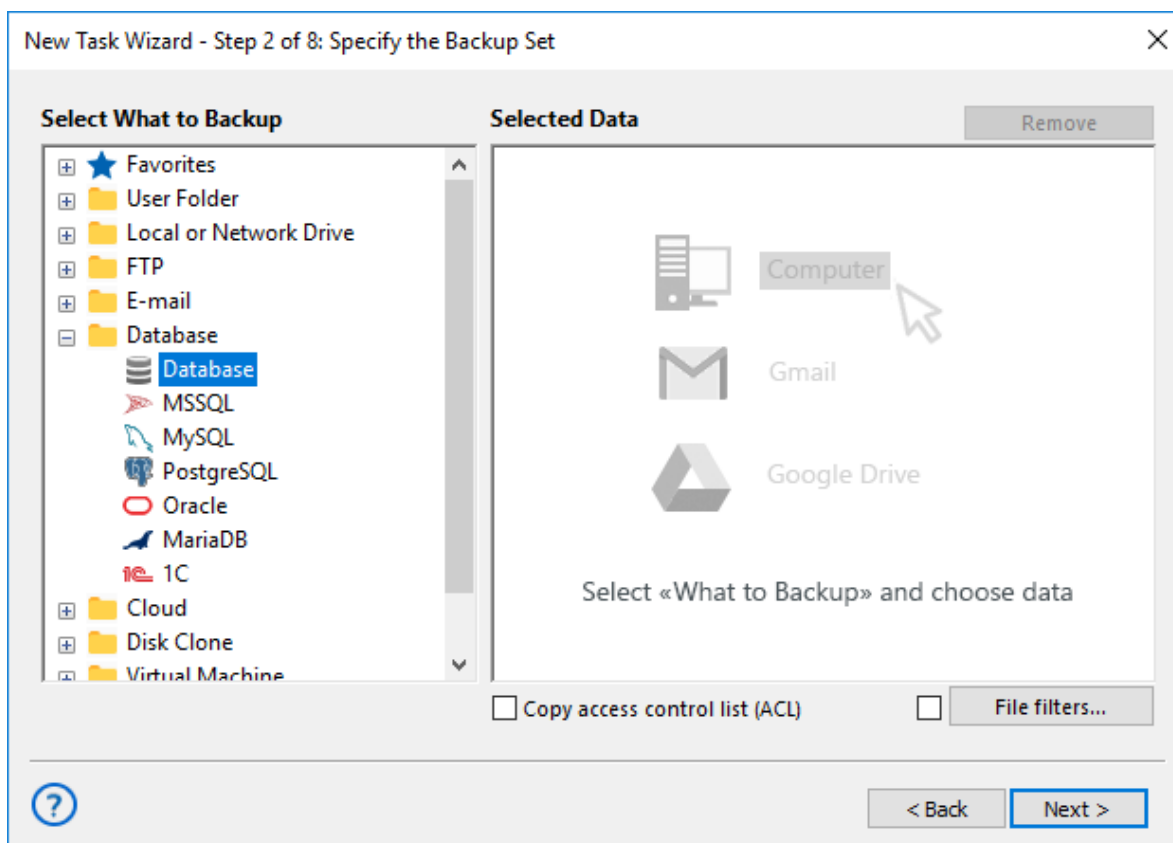 New Task Wizard - Step 2 of 8: Specify the Backup Set
Select What to Backup
Favorites
User Folder
Local or Network Drive
FTP
E-mail
Database
Database
MSSQL
MySQL
PostgreSQL
Oracle
MariaDB
1C
Cloud
Disk Clone
Virtual Machine
Selected Data
Remove
Computer
Gmail
Google Drive
Select «What to Backup» and choose data
Copy access control list (ACL)
File filters...
?
< Back
Next >